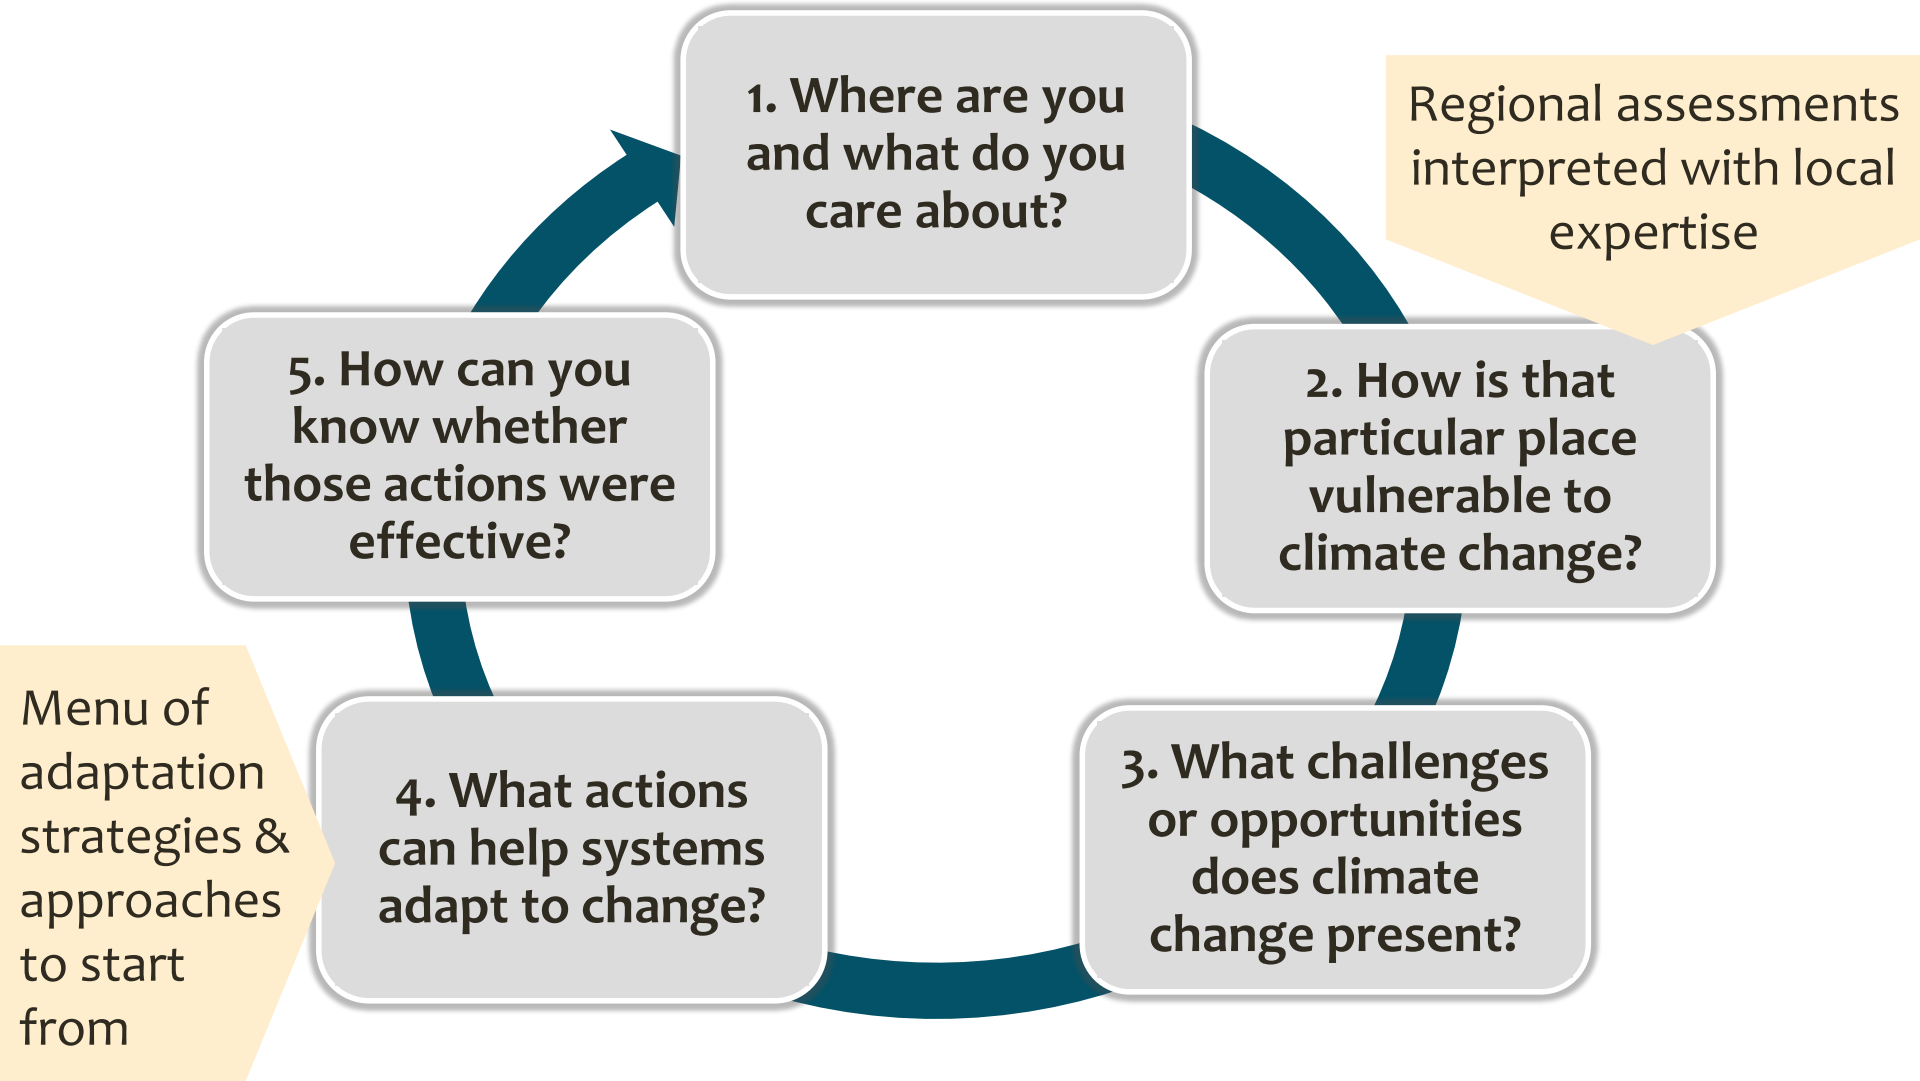 1. Where are you
and what do you
care about?
Regional assessments
interpreted with local
expertise
2. How is that
particular place
vulnerable to
climate change?
3. What challenges
or opportunities
does climate
change present?
4. What actions
can help systems
adapt to change?
Menu of
adaptation
strategies &
approaches
to start
from
5. How can you
know whether
those actions were
effective?